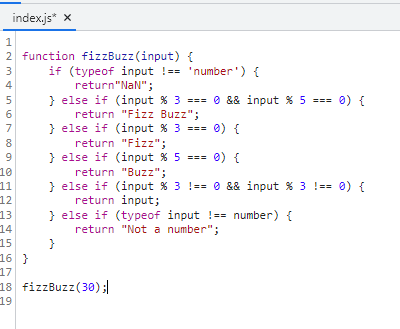 index.js* ×
1
2 function fizzBuzz(input) {
3     if (typeof input !== 'number') {
4         return"NaN";
5     } else if (input % 3 === 0 && input % 5 === 0) {
6         return "Fizz Buzz";
7     } else if (input % 3 === 0) {
8         return "Fizz";
9     } else if (input % 5 === 0) {
10         return "Buzz";
11     } else if (input % 3 !== 0 && input % 3 !== 0) {
12         return input;
13     } else if (typeof input !== number) {
14         return "Not a number";
15     }
16 }
17
18 fizzBuzz(30);
19